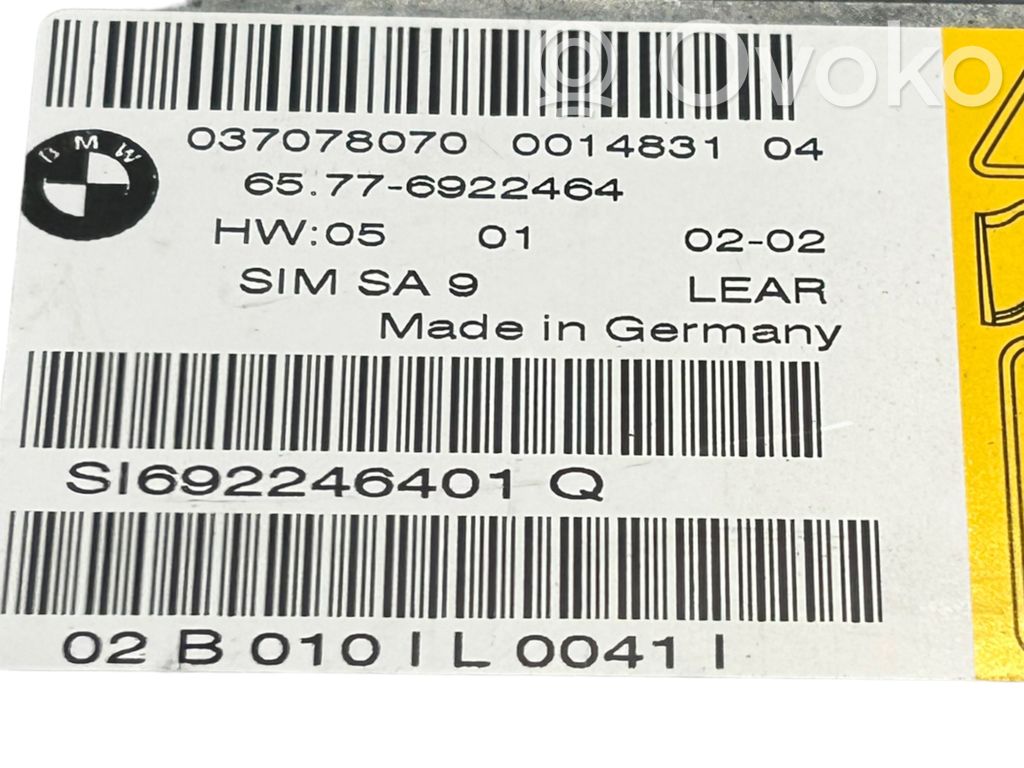 Ovoko
037078070 0014831 04
BMW
65.77-6922464
HW:05 01 02-02
SIM SA 9 LEAR
Made in Germany
SI692246401 Q
02 B 010 I L 0041 I